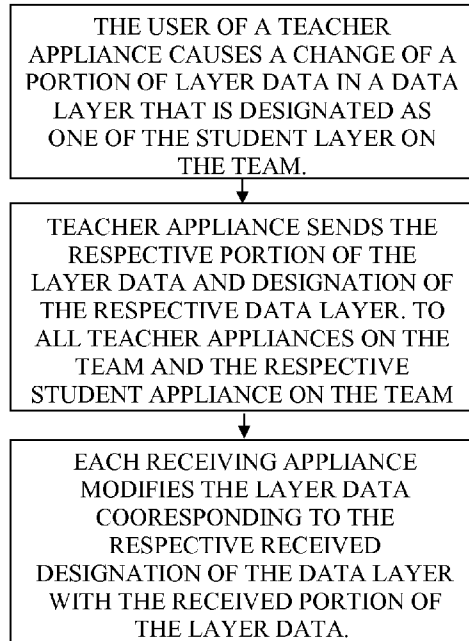 THE USER OF A TEACHER
APPLIANCE CAUSES A CHANGE OF A
PORTION OF LAYER DATA IN A DATA
LAYER THAT IS DESIGNATED AS
ONE OF THE STUDENT LAYER ON
THE TEAM.
TEACHER APPLIANCE SENDS THE
RESPECTIVE PORTION OF THE
LAYER DATA AND DESIGNATION OF
THE RESPECTIVE DATA LAYER. TO
ALL TEACHER APPLIANCES ON THE
TEAM AND THE RESPECTIVE
STUDENT APPLIANCE ON THE TEAM
EACH RECEIVING APPLIANCE
MODIFIES THE LAYER DATA
COORESPONDING TO THE
RESPECTIVE RECEIVED
DESIGNATION OF THE DATA LAYER
WITH THE RECEIVED PORTION OF
THE LAYER DATA.